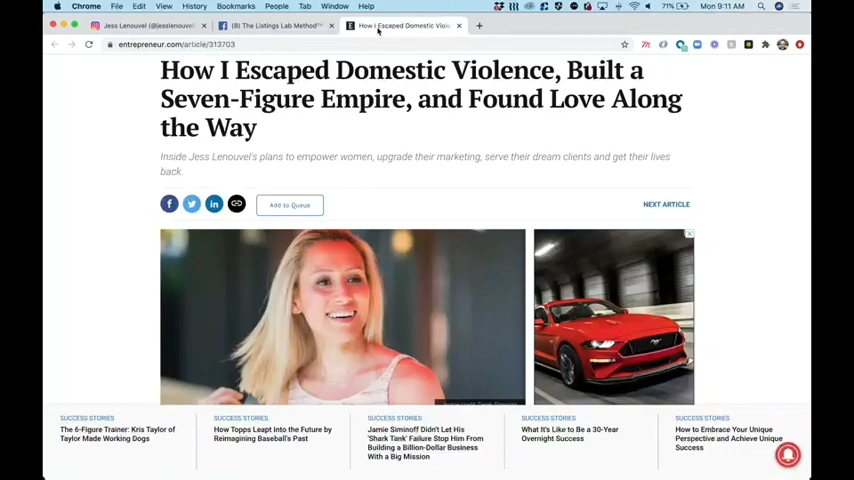 Chrome File Edit View History Bookmarks People Tab Window Help 71% Mon 9:11 AM
Jess Lenouvel (@jesslenouvel (8) The Listings Lab Method™ How I Escaped Domestic Viole
entrepreneur.com/article/313703
How I Escaped Domestic Violence, Built a
Seven-Figure Empire, and Found Love Along
the Way
Inside Jess Lenouvel's plans to empower women, upgrade their marketing, serve their dream clients and get their lives
back.
Add to Queue
NEXT ARTICLE
SUCCESS STORIES
The 6-Figure Trainer: Kris Taylor of
Taylor Made Working Dogs
SUCCESS STORIES
How Topps Leapt Into the Future by
Reimagining Baseball's Past
SUCCESS STORIES
Jamie Siminoff Didn't Let His
'Shark Tank' Failure Stop Him From
Building a Billion-Dollar Business
With a Big Mission
SUCCESS STORIES
What It's Like to Be a 30-Year
Overnight Success
SUCCESS STORIES
How to Embrace Your Unique
Perspective and Achieve Unique
Success